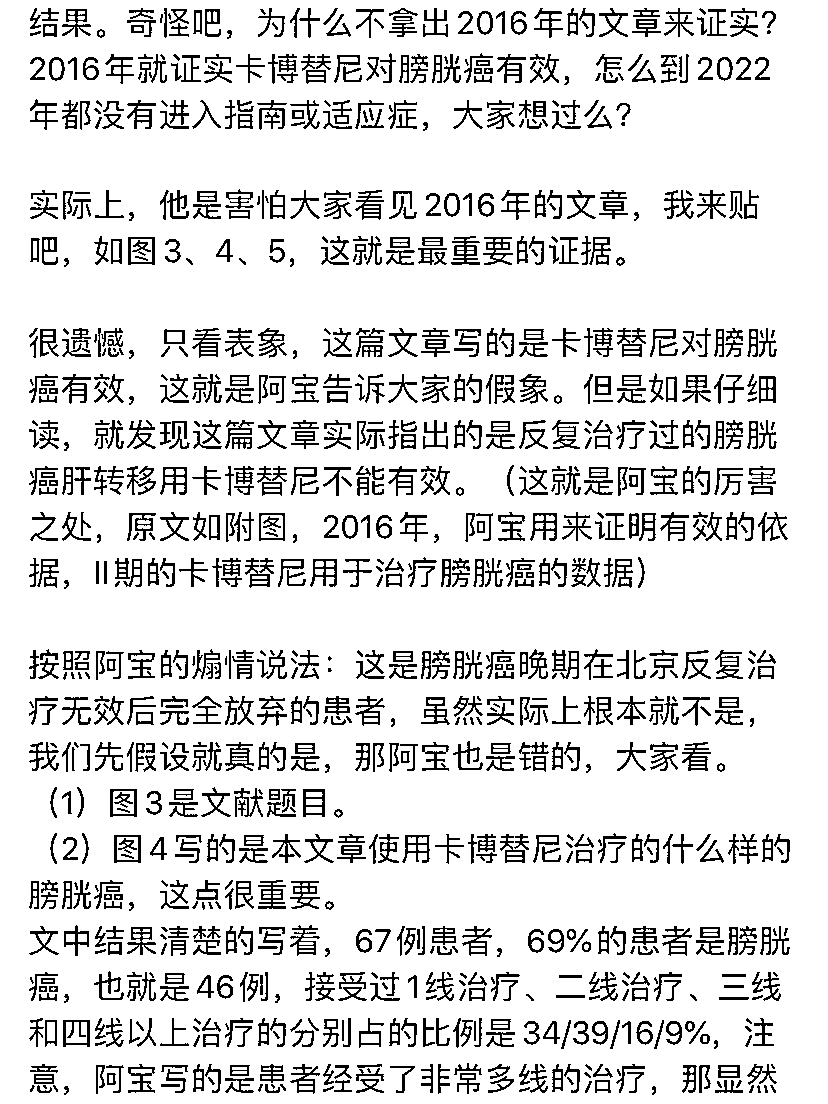 结果。奇怪吧，为什么不拿出2016年的文章来证实？
2016年就证实卡博替尼对膀胱癌有效，怎么到2022
年都没有进入指南或适应症，大家想过么？
实际上，他是害怕大家看见2016年的文章，我来贴
吧，如图3、4、5，这就是最重要的证据。
很遗憾，只看表象，这篇文章写的是卡博替尼对膀胱
癌有效，这就是阿宝告诉大家的假象。但是如果仔细
读，就发现这篇文章实际指出的是反复治疗过的膀胱
癌肝转移用卡博替尼不能有效。（这就是阿宝的厉害
之处，原文如附图，2016年，阿宝用来证明有效的依
据，II期的卡博替尼用于治疗膀胱癌的数据）
按照阿宝的煽情说法：这是膀胱癌晚期在北京反复治
疗无效后完全放弃的患者，虽然实际上根本就不是，
我们先假设就真的是，那阿宝也是错的，大家看。
（1）图3是文献题目。
（2）图4写的是本文章使用卡博替尼治疗的什么样的
膀胱癌，这点很重要。
文中结果清楚的写着，67例患者，69%的患者是膀胱
癌，也就是46例，接受过1线治疗、二线治疗、三线
和四线以上治疗的分别占的比例是34/39/16/9%，注
意，阿宝写的是患者经受了非常多线的治疗，那显然